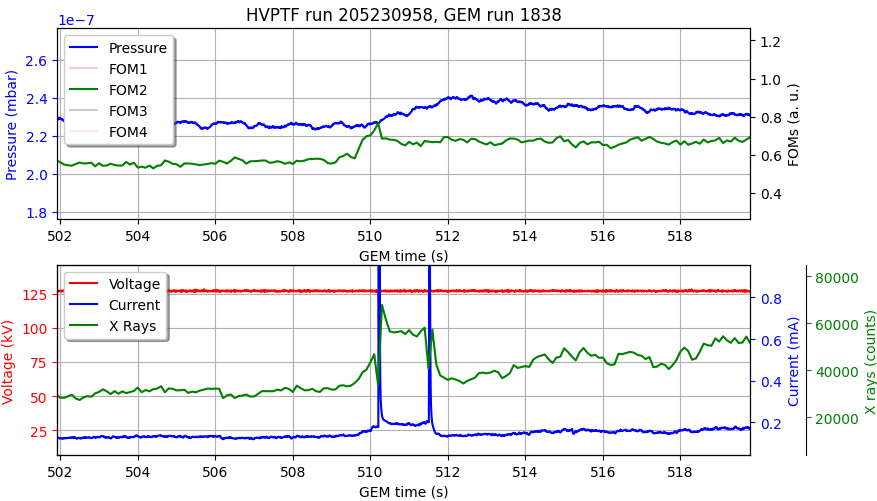 HVPTF run 205230958, GEM run 1838
1e−7
Pressure
FOM1
FOM2
FOM3
FOM4
2.6
2.4
2.2
2.0
1.8
Pressure (mbar)
1.2
1.0
0.8
0.6
0.4
FOMs (a. u.)
502 504 506 508 510 512 514 516 518
GEM time (s)
Voltage
Current
X Rays
125
100
75
50
25
Voltage (kV)
0.8
0.6
0.4
0.2
Current (mA)
80000
60000
40000
20000
X rays (counts)
502 504 506 508 510 512 514 516 518
GEM time (s)